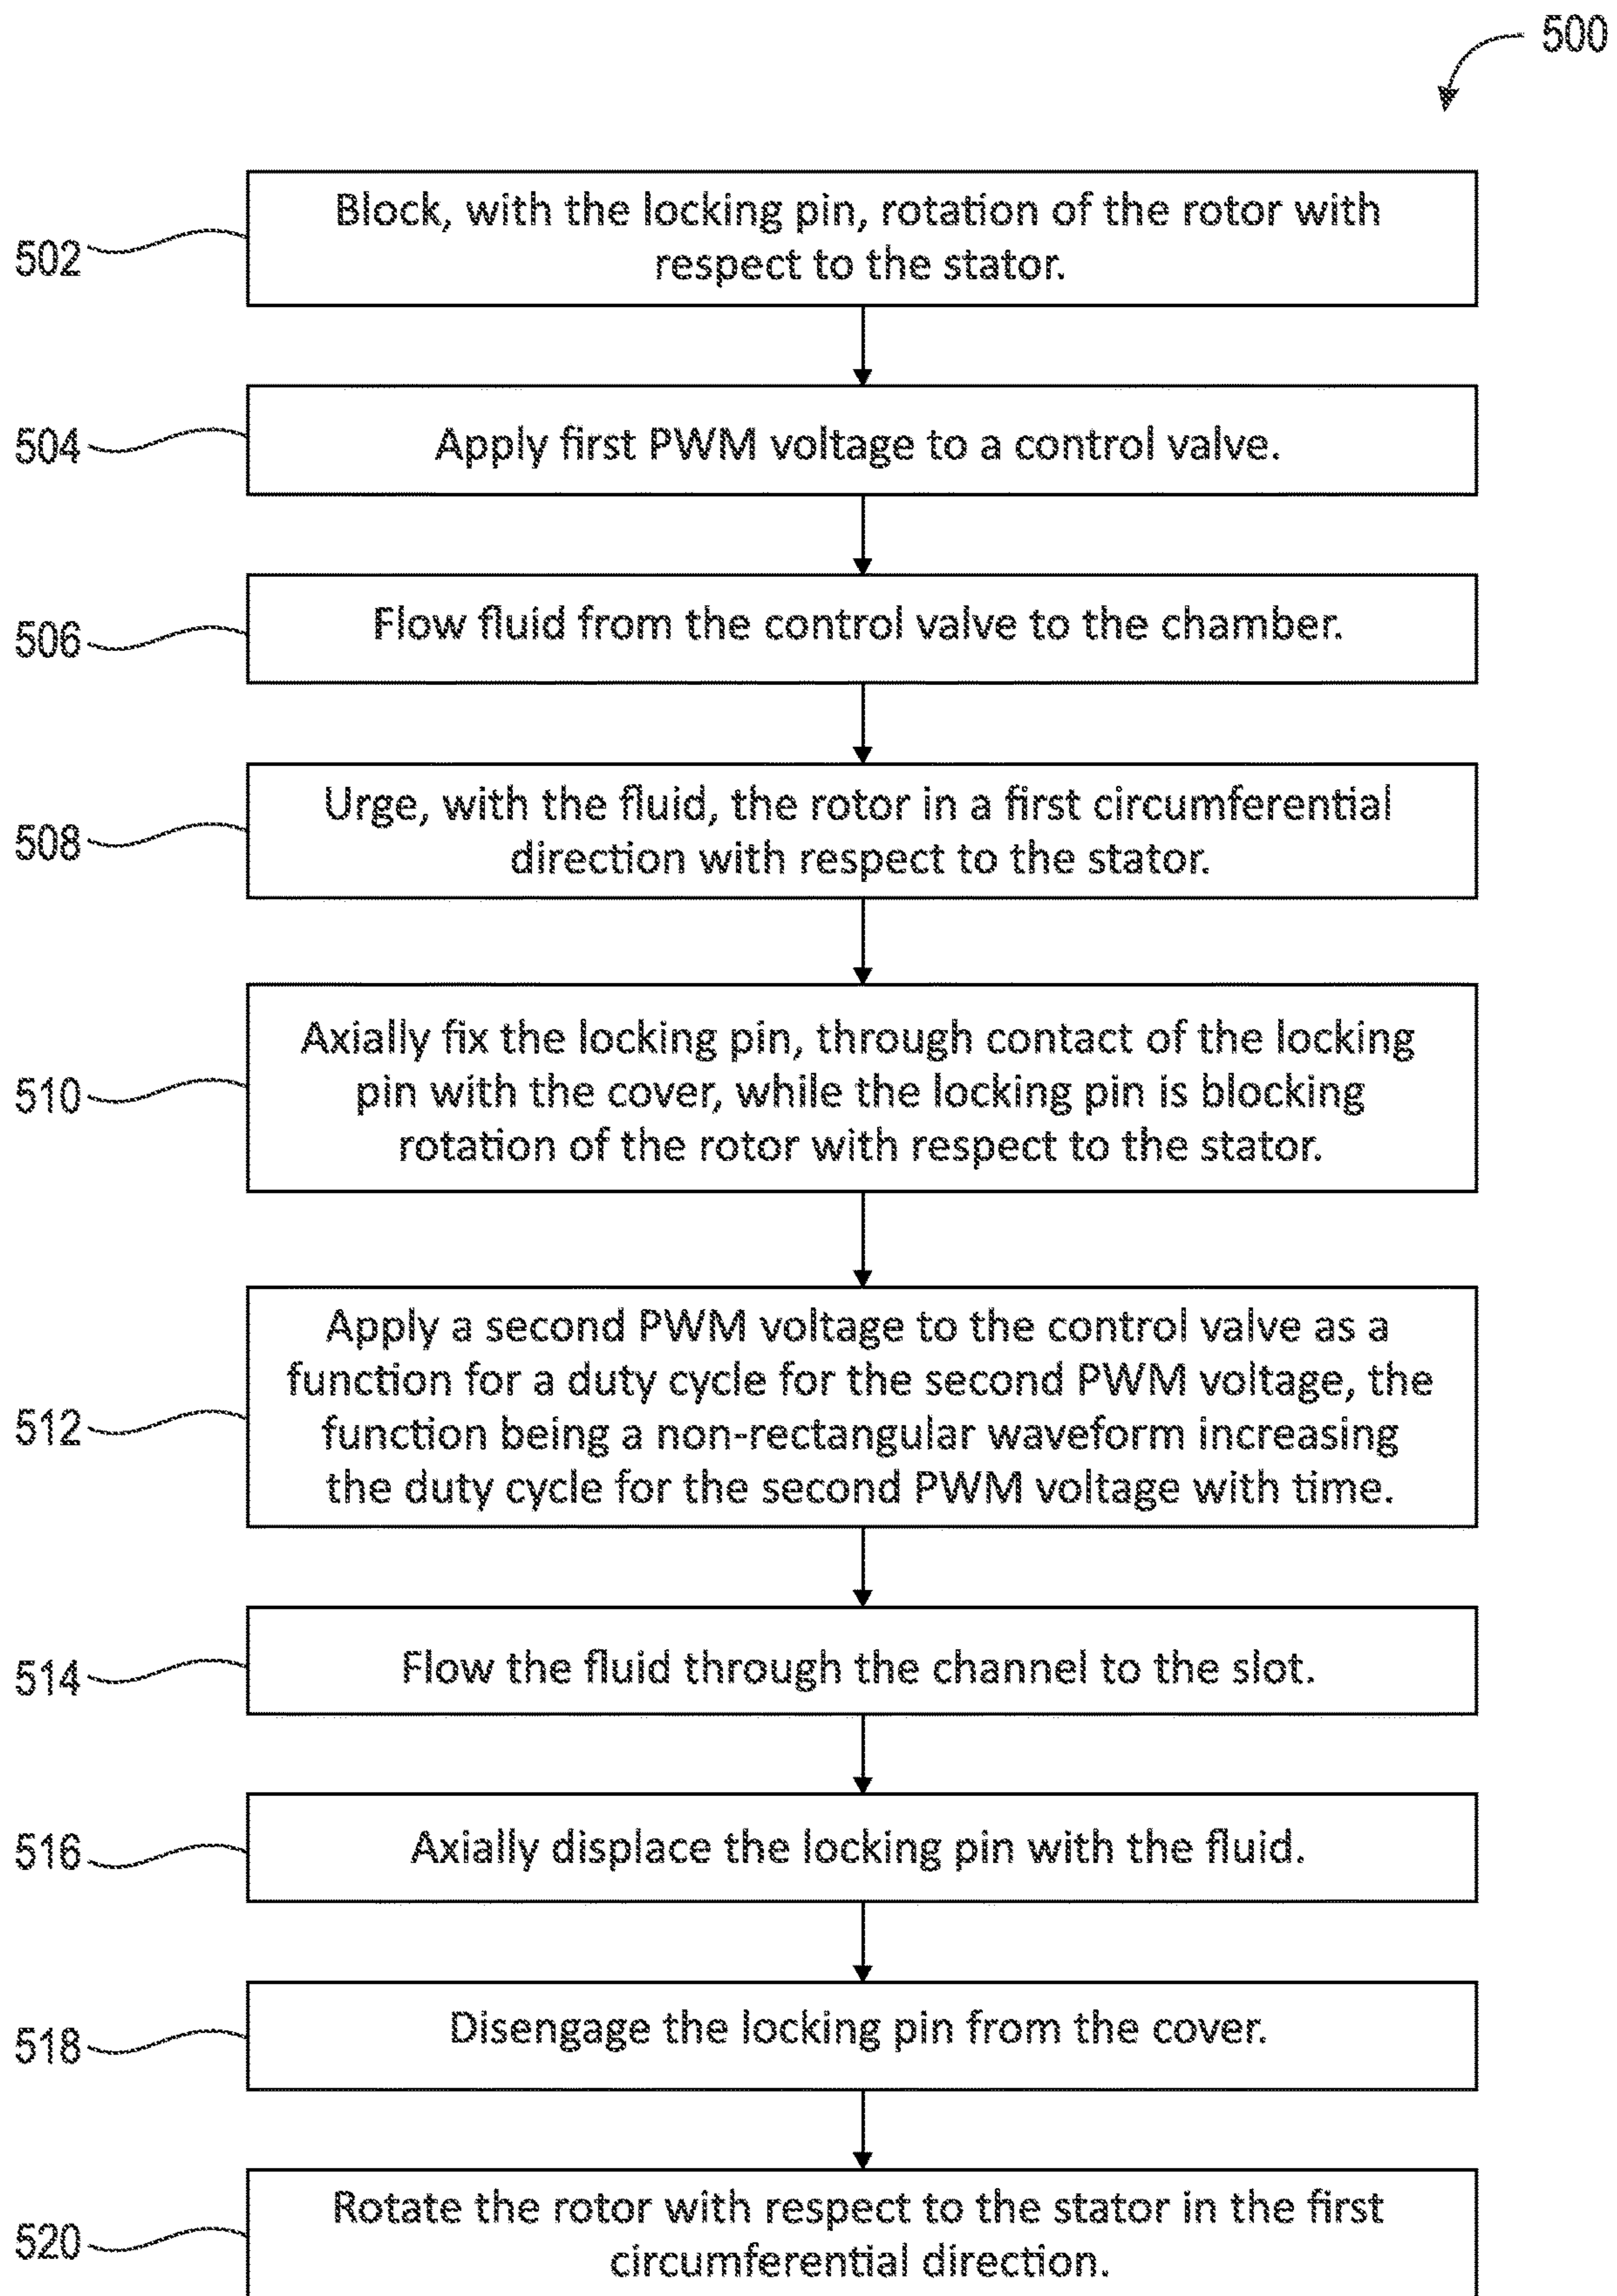 500
502
Block, with the locking pin, rotation of the rotor with
respect to the stator.
504
Apply first PWM voltage to a control valve.
506
Flow fluid from the control valve to the chamber.
508
Urge, with the fluid, the rotor in a first circumferential
direction with respect to the stator.
510
Axially fix the locking pin, through contact of the locking
pin with the cover, while the locking pin is blocking
rotation of the rotor with respect to the stator.
512
Apply a second PWM voltage to the control valve as a
function for a duty cycle for the second PWM voltage, the
function being a non-rectangular waveform increasing
the duty cycle for the second PWM voltage with time.
514
Flow the fluid through the channel to the slot.
516
Axially displace the locking pin with the fluid.
518
Disengage the locking pin from the cover.
520
Rotate the rotor with respect to the stator in the first
circumferential direction.